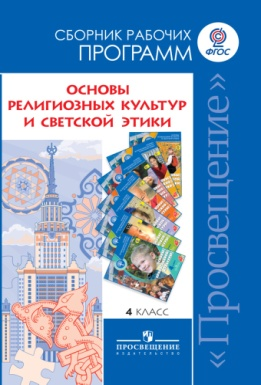 СБОРНИК РАБОЧИХ
ПРОГРАММ
ФГОС
ОСНОВЫ
РЕЛИГИОЗНЫХ КУЛЬТУР
И СВЕТСКОЙ ЭТИКИ
4 КЛАСС
«Просвещение»
ПРОСВЕЩЕНИЕ
ИЗДАТЕЛЬСТВО